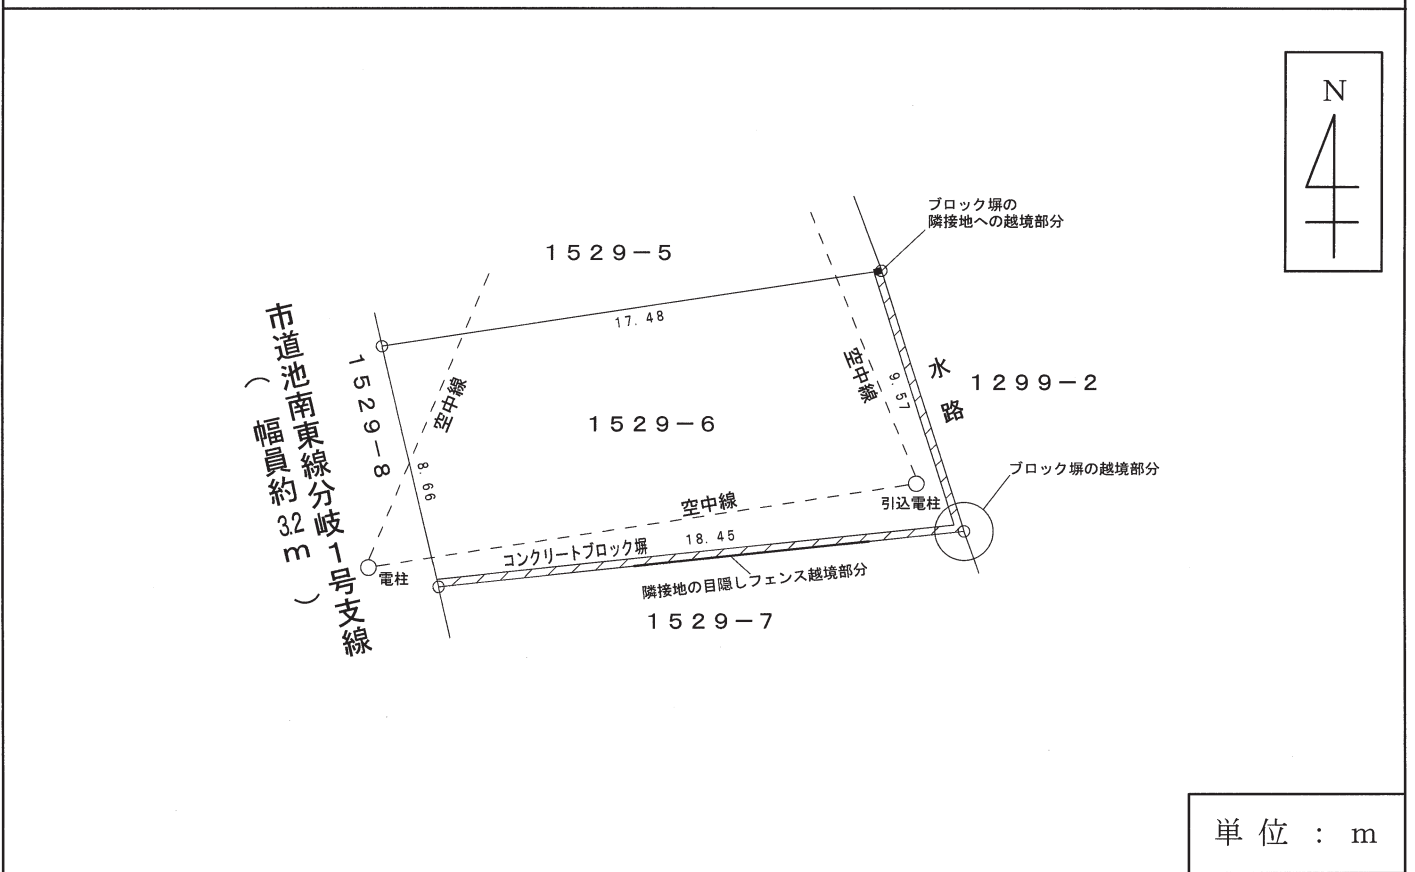 N
ブロック塀の
隣接地への越境部分
1529－5
17.48
市道池南東線分岐1号支線
（幅員約3.2m）
1529－8
空中線
空中線
9.57
水路
1299－2
1529－6
8.66
ブロック塀の越境部分
空中線
引込電柱
18.45
コンクリートブロック塀
電柱
隣接地の目隠しフェンス越境部分
1529－7
単位：m